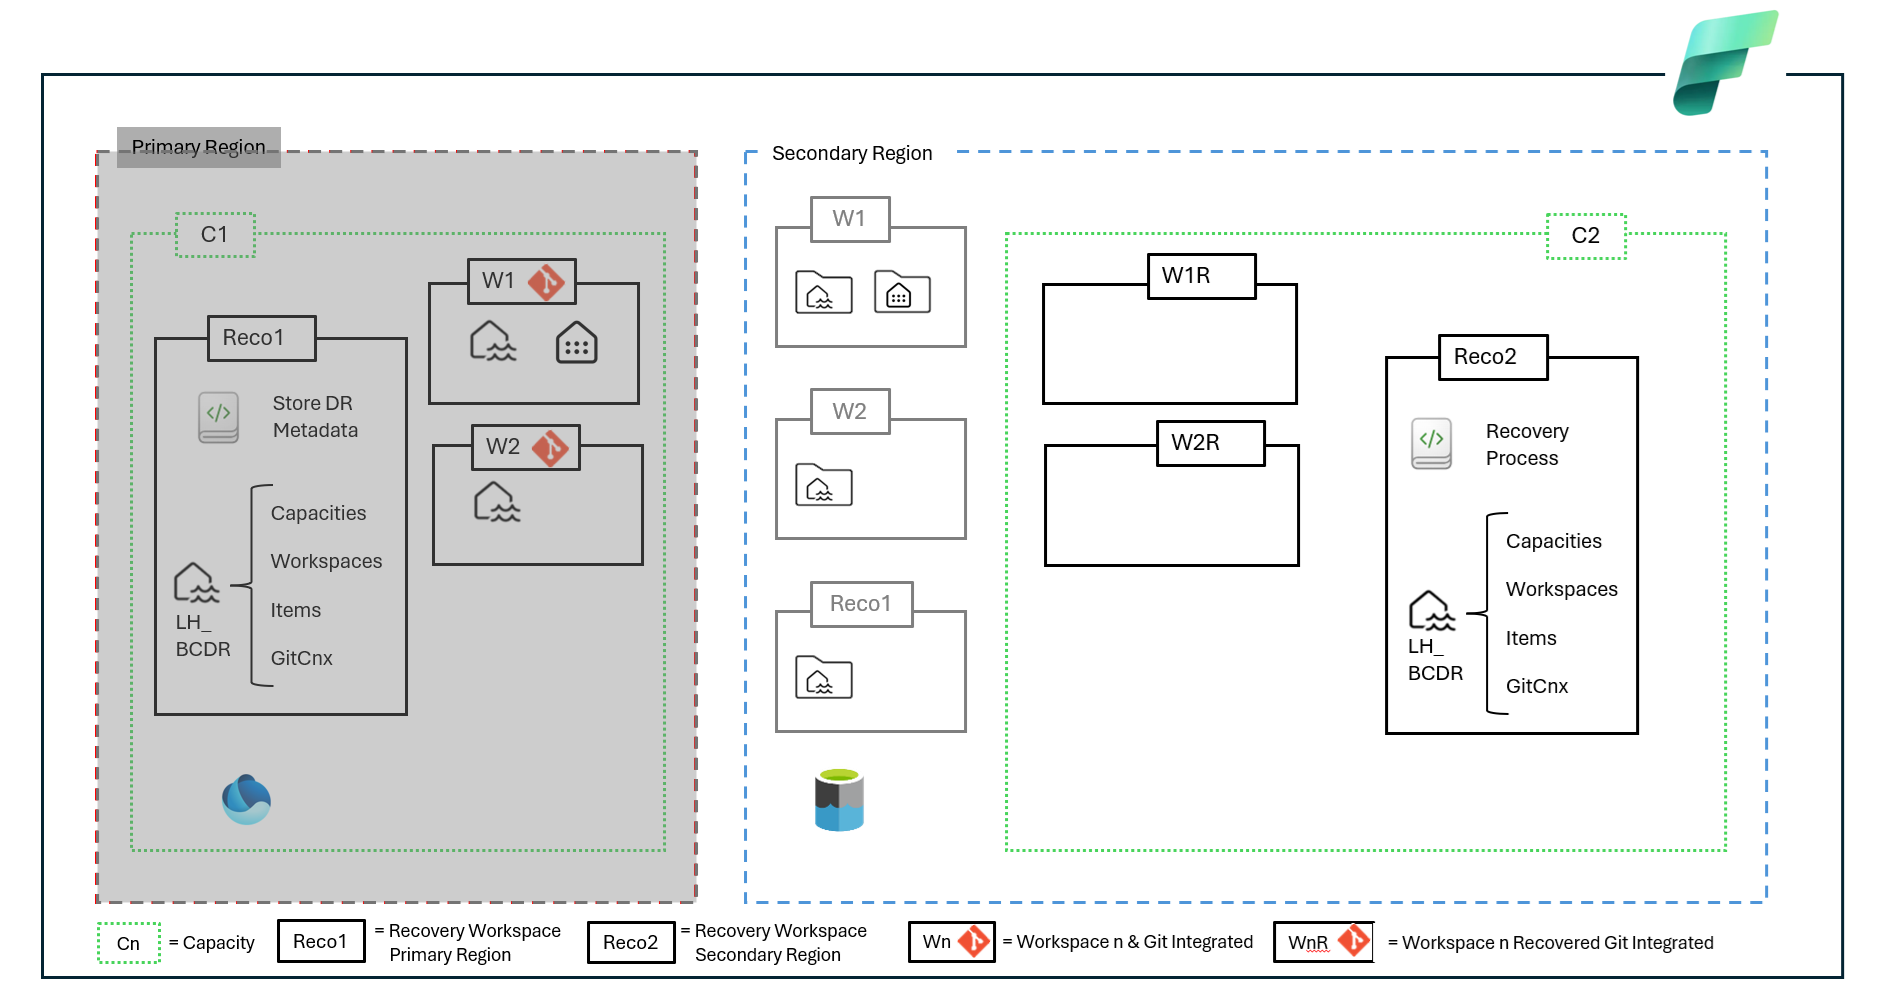 Primary Region
C1
Reco1
Store DR
Metadata
Capacities
Workspaces
Items
GitCnx
LH_
BCDR
W1
W2
Secondary Region
W1
W2
Reco1
C2
W1R
W2R
Reco2
Recovery
Process
Capacities
Workspaces
Items
GitCnx
LH_
BCDR
Cn
= Capacity
Reco1
= Recovery Workspace
Primary Region
Reco2
= Recovery Workspace
Secondary Region
Wn
= Workspace n & Git Integrated
WnR
= Workspace n Recovered Git Integrated